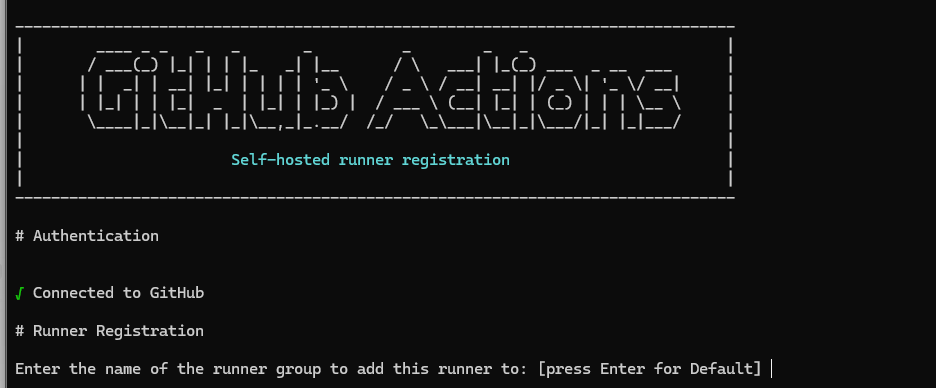 GitHub Actions
Self-hosted runner registration
# Authentication
√ Connected to GitHub
# Runner Registration
Enter the name of the runner group to add this runner to: [press Enter for Default]